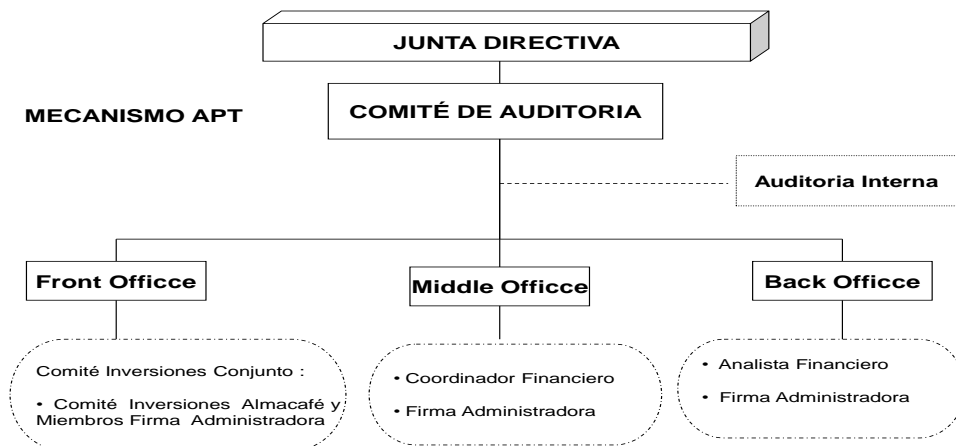 JUNTA DIRECTIVA
MECANISMO APT
COMITÉ DE AUDITORIA
Auditoria Interna
Front Officce
Middle Officce
Back Officce
Comité Inversiones Conjunto :
• Comité Inversiones Almacafé y
Miembros Firma Administradora
• Coordinador Financiero
• Firma Administradora
• Analista Financiero
• Firma Administradora